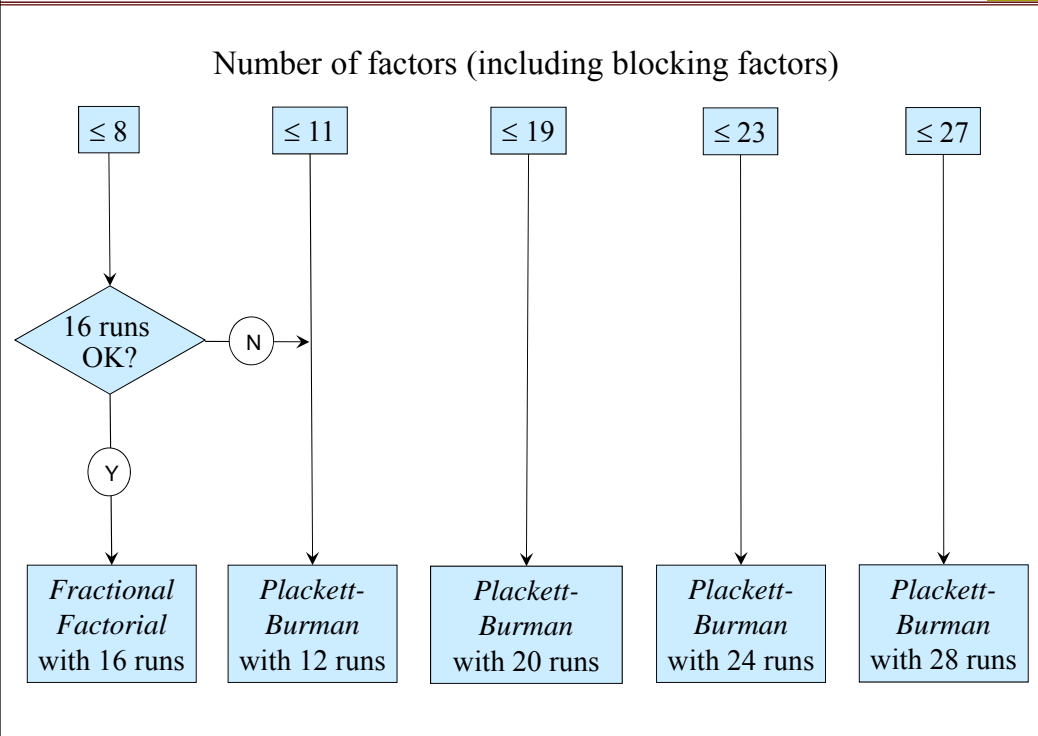 Number of factors (including blocking factors)
≤ 8
≤ 11
≤ 19
≤ 23
≤ 27
16 runs
OK?
N
Y
Fractional
Factorial
with 16 runs
Plackett-
Burman
with 12 runs
Plackett-
Burman
with 20 runs
Plackett-
Burman
with 24 runs
Plackett-
Burman
with 28 runs